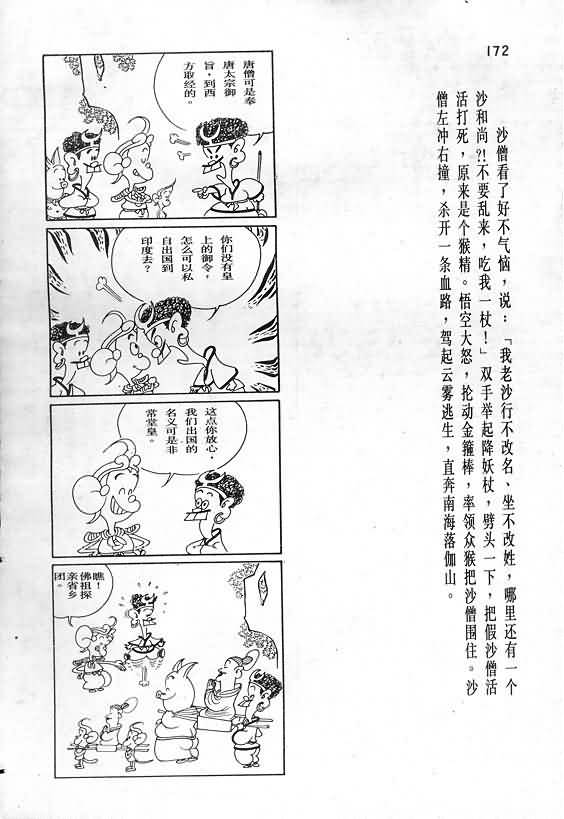 172
沙僧看了好不气恼，说：「我老沙行不改名、坐不改姓，哪里还有一个
沙和尚?!不要乱来，吃我一杖！」双手举起降妖杖，劈头一下，把假沙僧活
活打死，原来是个猴精。悟空大怒，抡动金箍棒，率领众猴把沙僧围住。沙
僧左冲右撞，杀开一条血路，驾起云雾逃生，直奔南海落伽山。
唐僧可是奉
唐太宗御
旨，到西
方取经的。
你们没有皇
上的御令，
怎么可以私
自出国到
印度去?
这点你放心，
我们出国的
名义可是非
常堂皇。
瞧！
佛祖探
亲省乡
团。